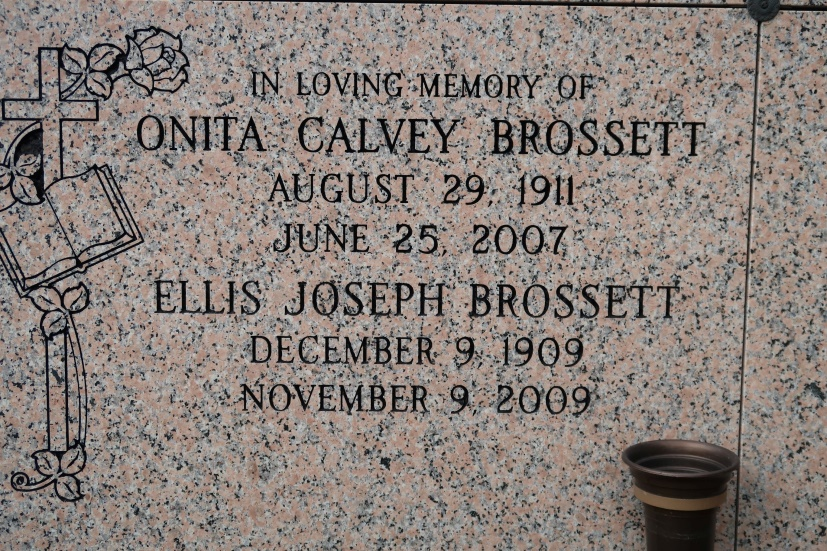 IN LOVING MEMORY OF
ONITA CALVEY BROSSETT
AUGUST 29, 1911
JUNE 25, 2007
ELLIS JOSEPH BROSSETT
DECEMBER 9, 1909
NOVEMBER 9, 2009